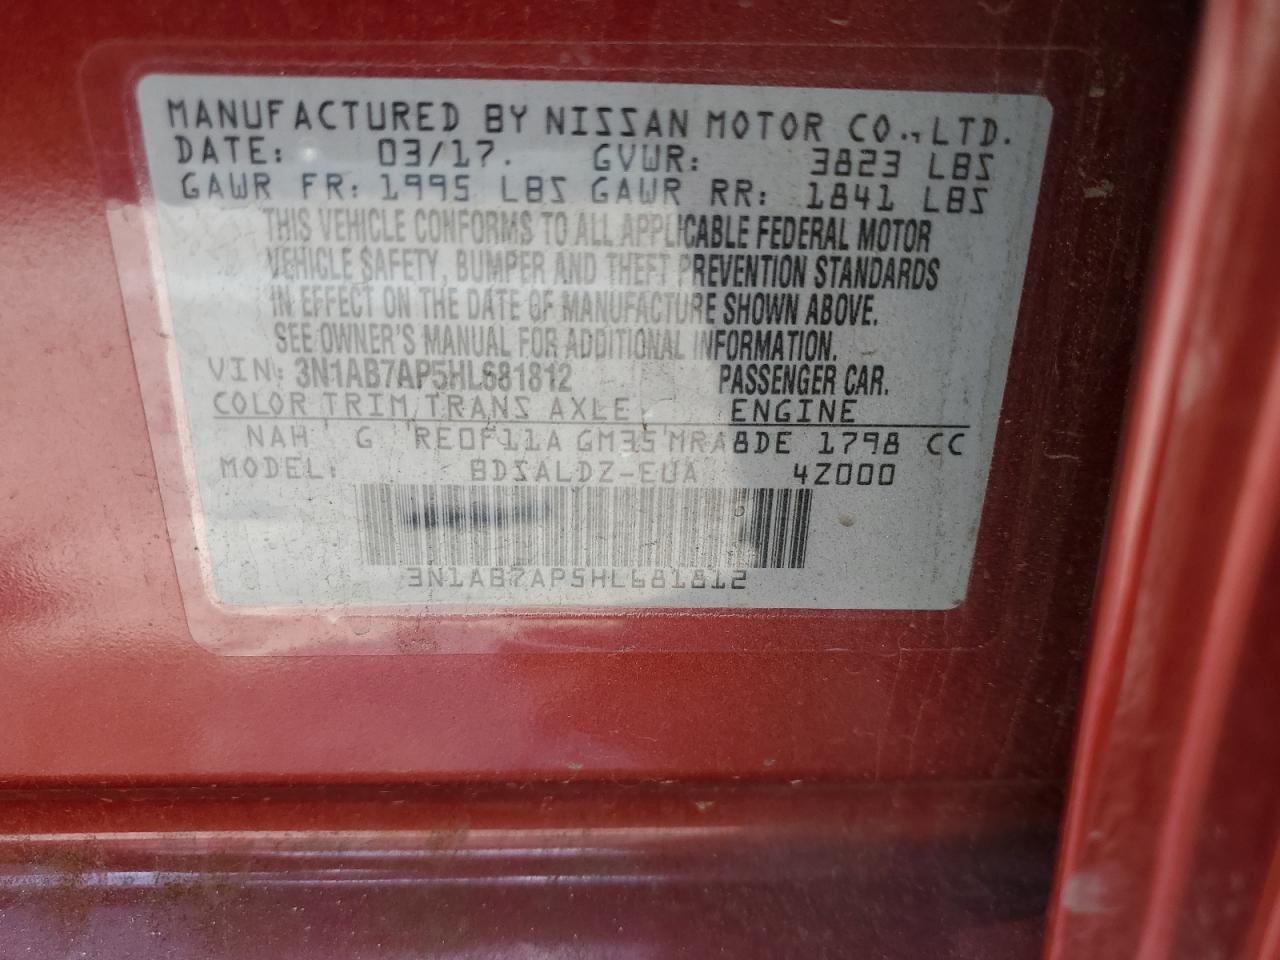 MANUFACTURED BY NISSAN MOTOR CO., LTD.
DATE: 03/17. GVWR: 3823 LBS
GAWR FR: 1995 LBS GAWR RR: 1841 LBS
THIS VEHICLE CONFORMS TO ALL APPLICABLE FEDERAL MOTOR
VEHICLE SAFETY, BUMPER AND THEFT PREVENTION STANDARDS
IN EFFECT ON THE DATE OF MANUFACTURE SHOWN ABOVE.
SEE OWNER'S MANUAL FOR ADDITIONAL INFORMATION.
VIN: 3N1AB7AP5HL681812 PASSENGER CAR.
COLOR TRIM TRANS AXLE ENGINE
NAH G RE0F11A GM35 MRA8DE 1798 CC
MODEL: BDSALDZ-EUA 4Z000
3N1AB7AP5HL681812